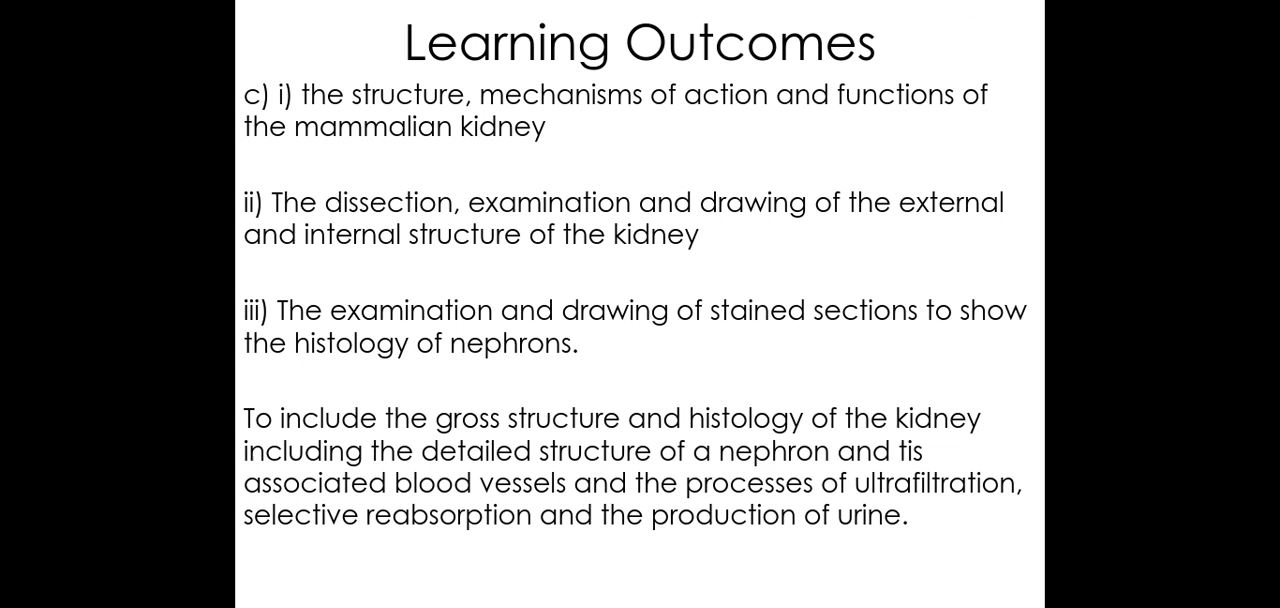 Learning Outcomes
c) i) the structure, mechanisms of action and functions of
the mammalian kidney
ii) The dissection, examination and drawing of the external
and internal structure of the kidney
iii) The examination and drawing of stained sections to show
the histology of nephrons.
To include the gross structure and histology of the kidney
including the detailed structure of a nephron and tis
associated blood vessels and the processes of ultrafiltration,
selective reabsorption and the production of urine.